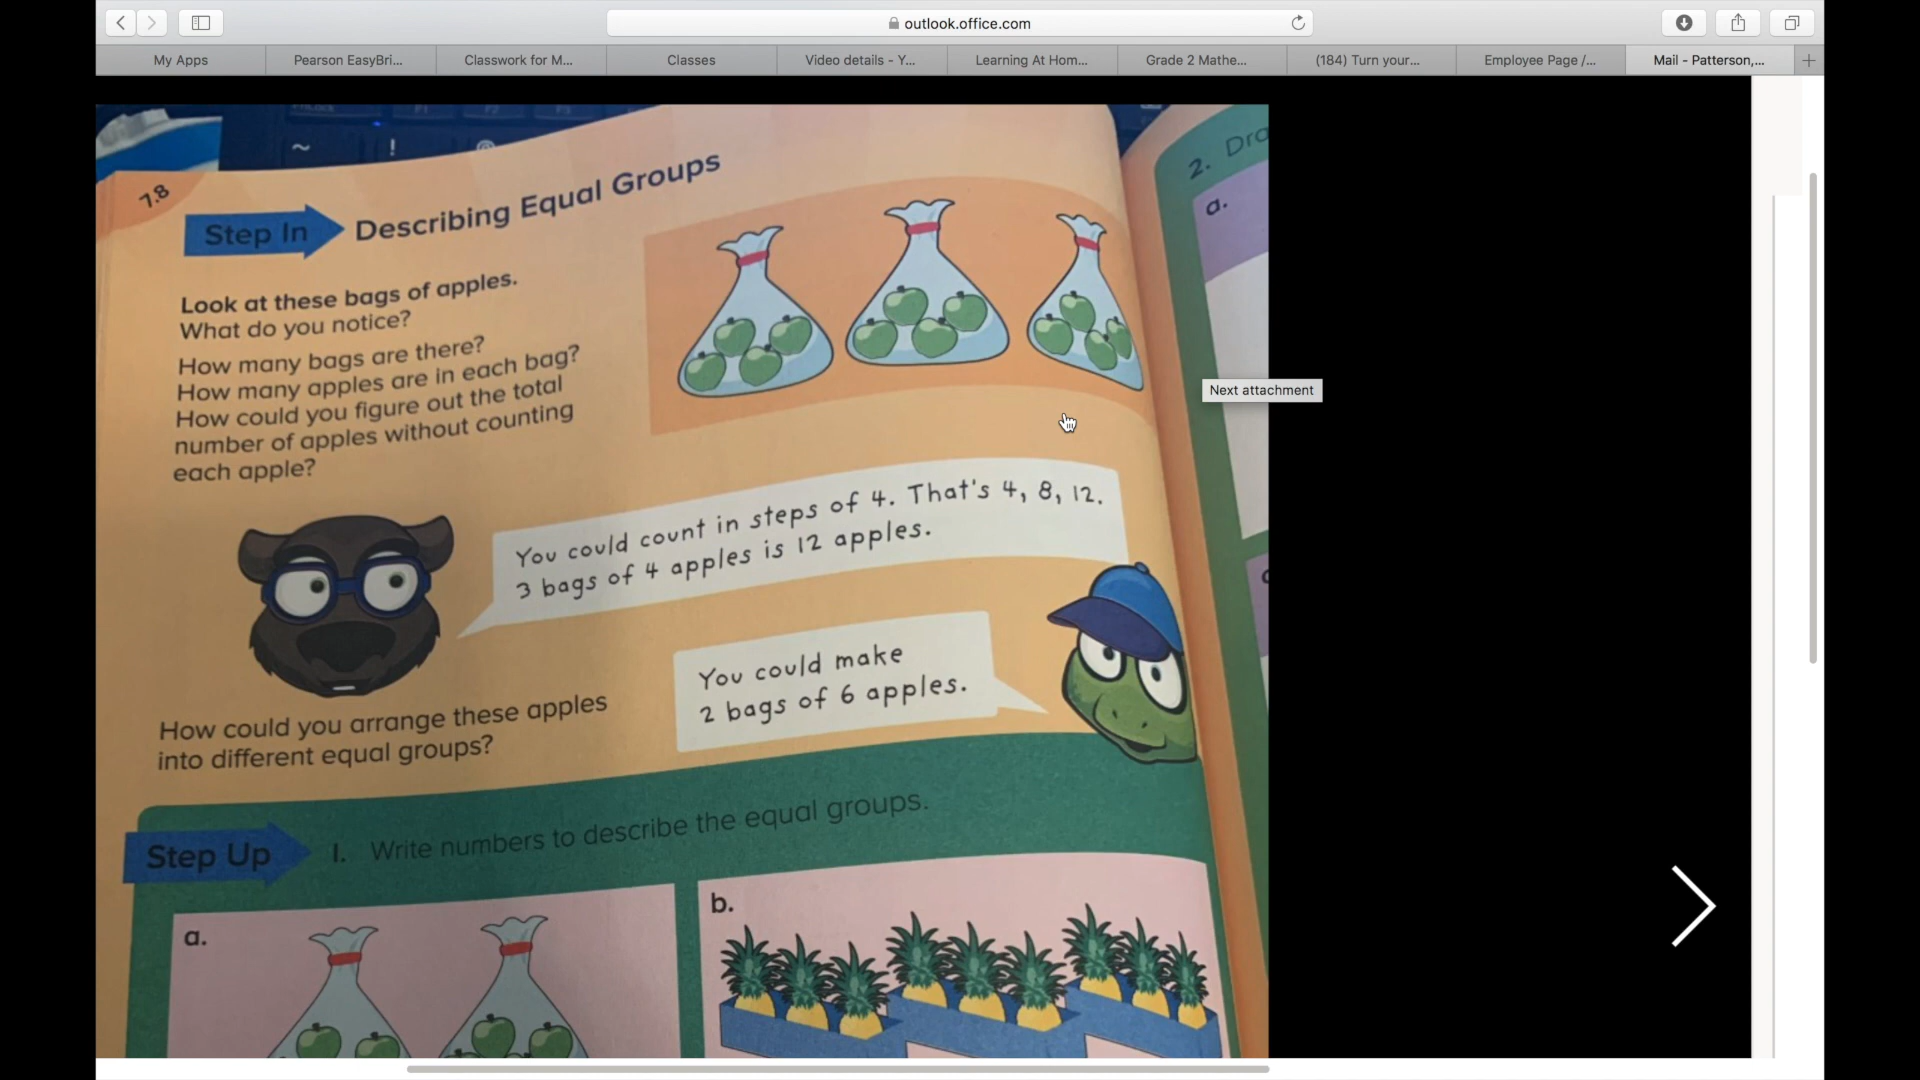 outlook.office.com
My Apps
Pearson EasyBri...
Classwork for M...
Classes
Video details - Y...
Learning At Hom...
Grade 2 Mathe...
(184) Turn your...
Employee Page /...
Mail - Patterson,...
~ !
7.8
Step In
Describing Equal Groups
Look at these bags of apples.
What do you notice?
How many bags are there?
How many apples are in each bag?
How could you figure out the total
number of apples without counting
each apple?
2.
a.
Next attachment
You could count in steps of 4. That's 4, 8, 12.
3 bags of 4 apples is 12 apples.
You could make
2 bags of 6 apples.
How could you arrange these apples
into different equal groups?
Step Up
1. Write numbers to describe the equal groups.
a.
b.